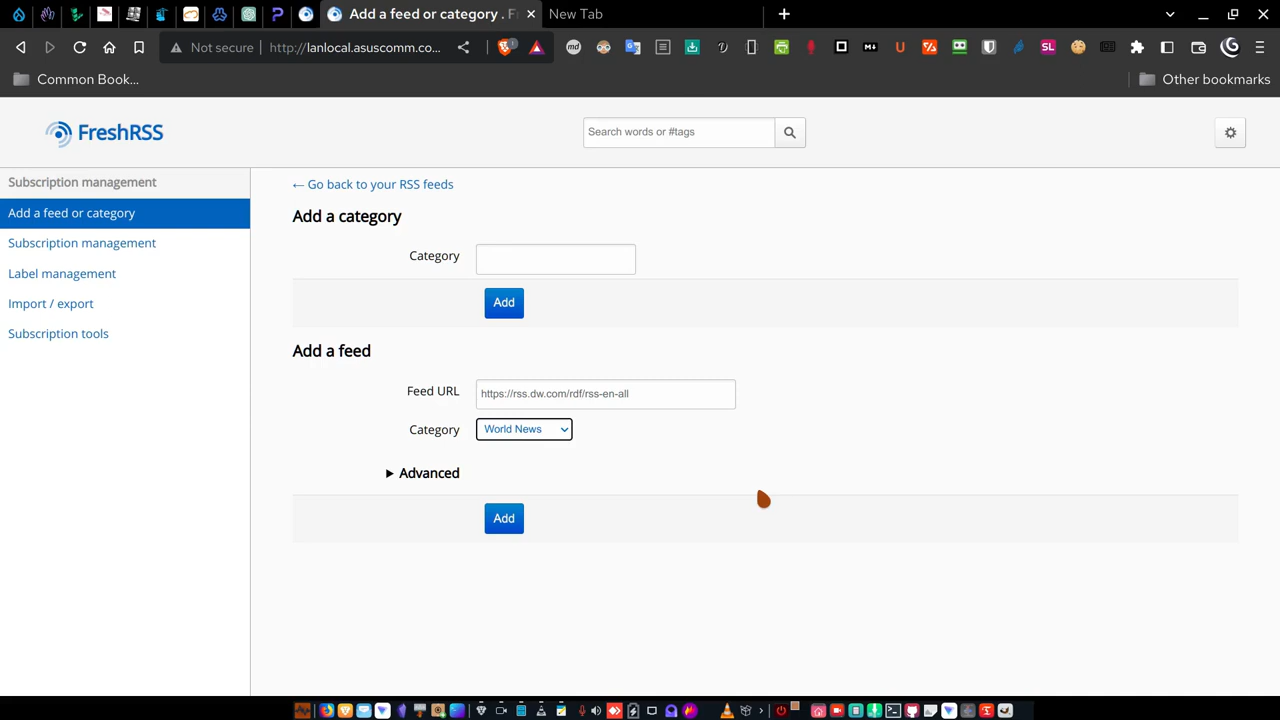 Add a feed or category . F
New Tab
Not secure
http://lanlocal.asuscomm.co...
Common Book...
Other bookmarks
FreshRSS
Search words or #tags
Subscription management
Add a feed or category
Subscription management
Label management
Import / export
Subscription tools
← Go back to your RSS feeds
Add a category
Category
Add
Add a feed
Feed URL
https://rss.dw.com/rdf/rss-en-all
Category
World News
Advanced
Add